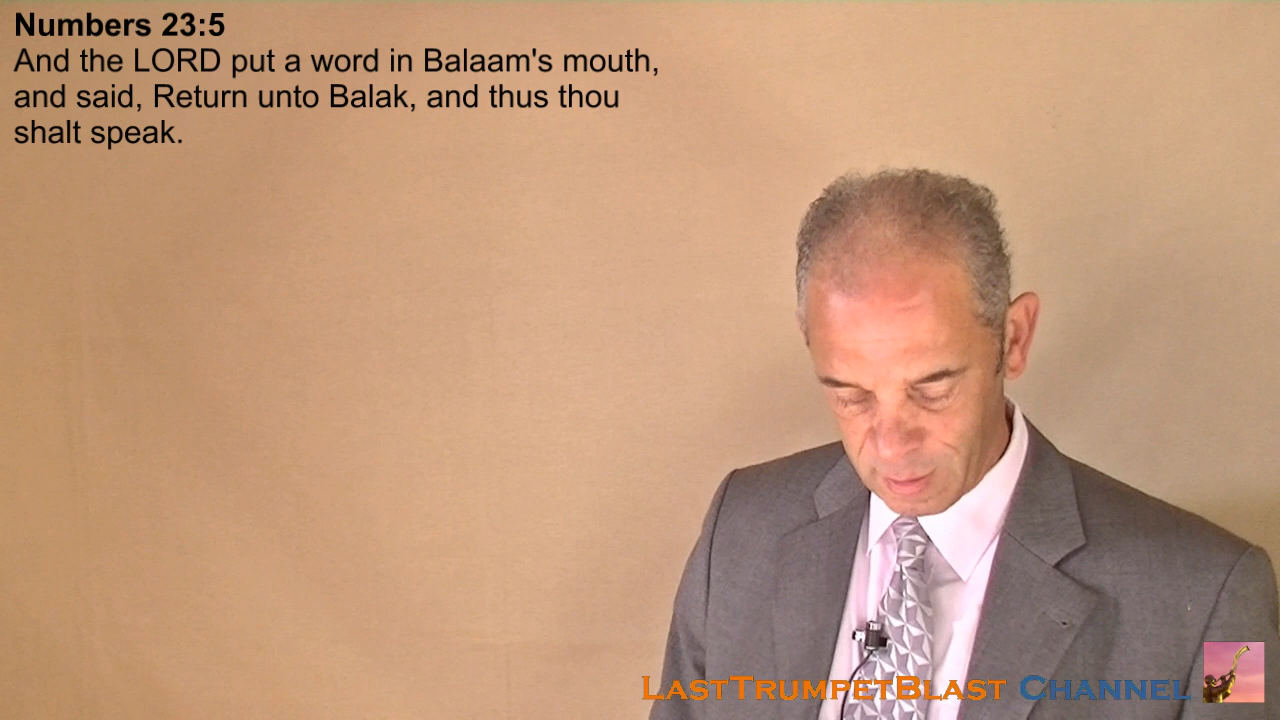 Numbers 23:5
And the LORD put a word in Balaam's mouth,
and said, Return unto Balak, and thus thou
shalt speak.
LastTrumpetBlast Channel